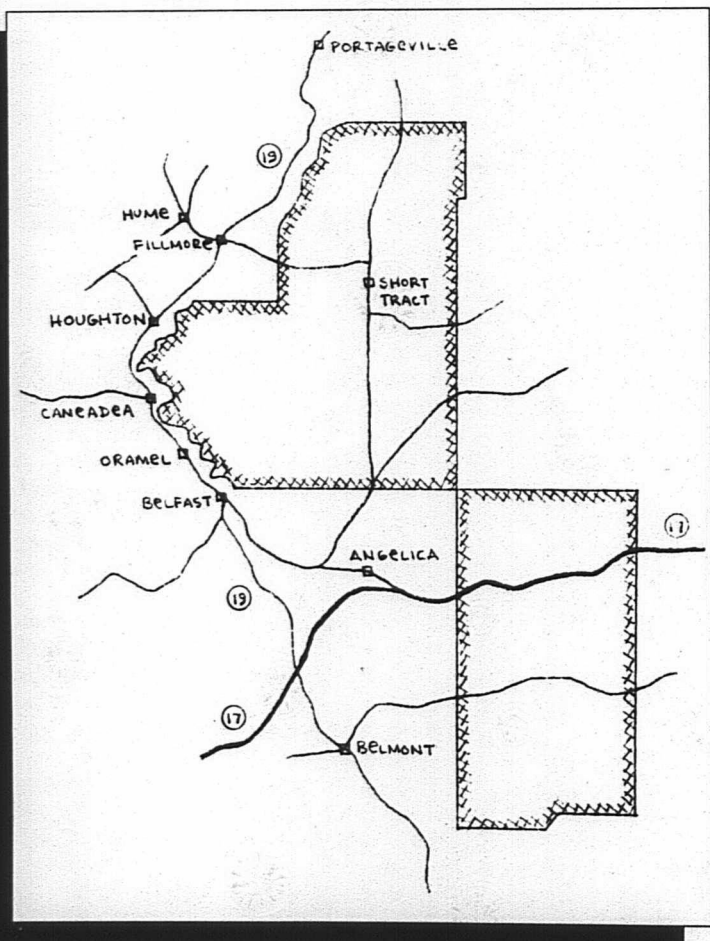 PORTAGEVILLE
19
HUME
FILLMORE
SHORT
TRACT
HOUGHTON
CANEADEA
ORAMEL
BELFAST
17
ANGELICA
19
17
BELMONT